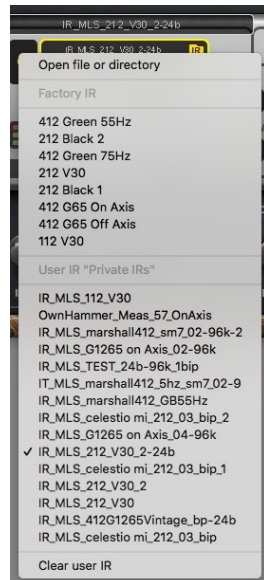 IR_MLS_212_V30_2-24b
IR_MLS_212_V30_2-24b IR
Open file or directory
Factory IR
412 Green 55Hz
212 Black 2
412 Green 75Hz
212 V30
212 Black 1
412 G65 On Axis
412 G65 Off Axis
112 V30
User IR "Private IRs"
IR_MLS_112_V30
OwnHammer_Meas_57_OnAxis
IR_MLS_marshall412_sm7_02-96k-2
IR_MLS_G1265 on Axis_02-96k
IR_MLS_TEST_24b-96k_1bip
IT_MLS_marshall412_5hz_sm7_02-9
IR_MLS_marshall412_GB55Hz
IR_MLS_celestio mi_212_03_bip_2
IR_MLS_G1265 on Axis_04-96k
✓ IR_MLS_212_V30_2-24b
IR_MLS_celestio mi_212_03_bip_1
IR_MLS_212_V30_2
IR_MLS_212_V30
IR_MLS_412G1265Vintage_bp-24b
IR_MLS_celestio mi_212_03_bip
Clear user IR